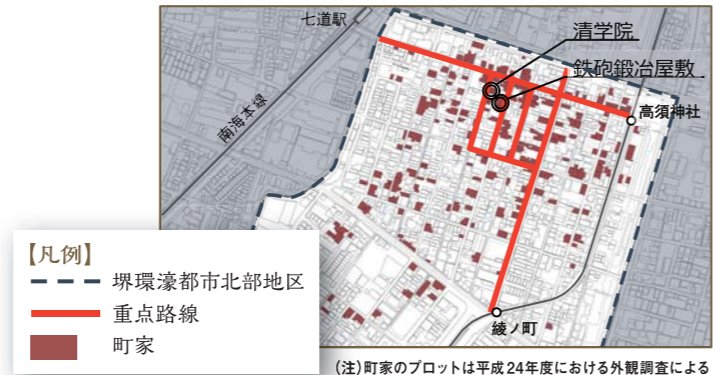 七道駅
清学院
鉄砲鍛冶屋敷
南海本線
高須神社
【凡例】
堺環濠都市北部地区
重点路線
町家
綾ノ町
(注)町家のプロットは平成24年度における外観調査による